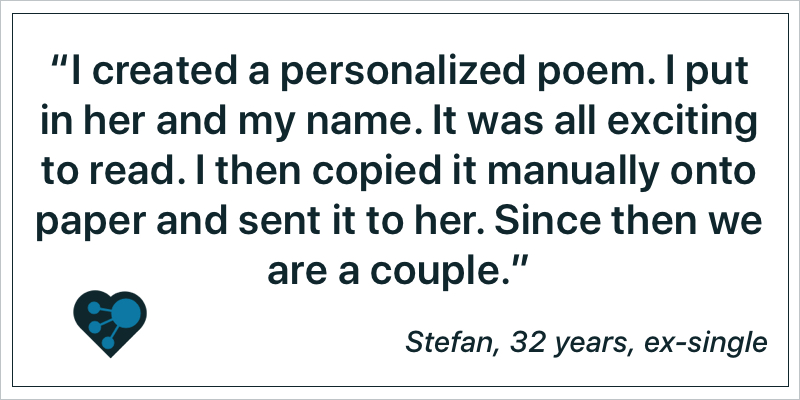 “I created a personalized poem. I put
in her and my name. It was all exciting
to read. I then copied it manually onto
paper and sent it to her. Since then we
are a couple.”
Stefan, 32 years, ex-single